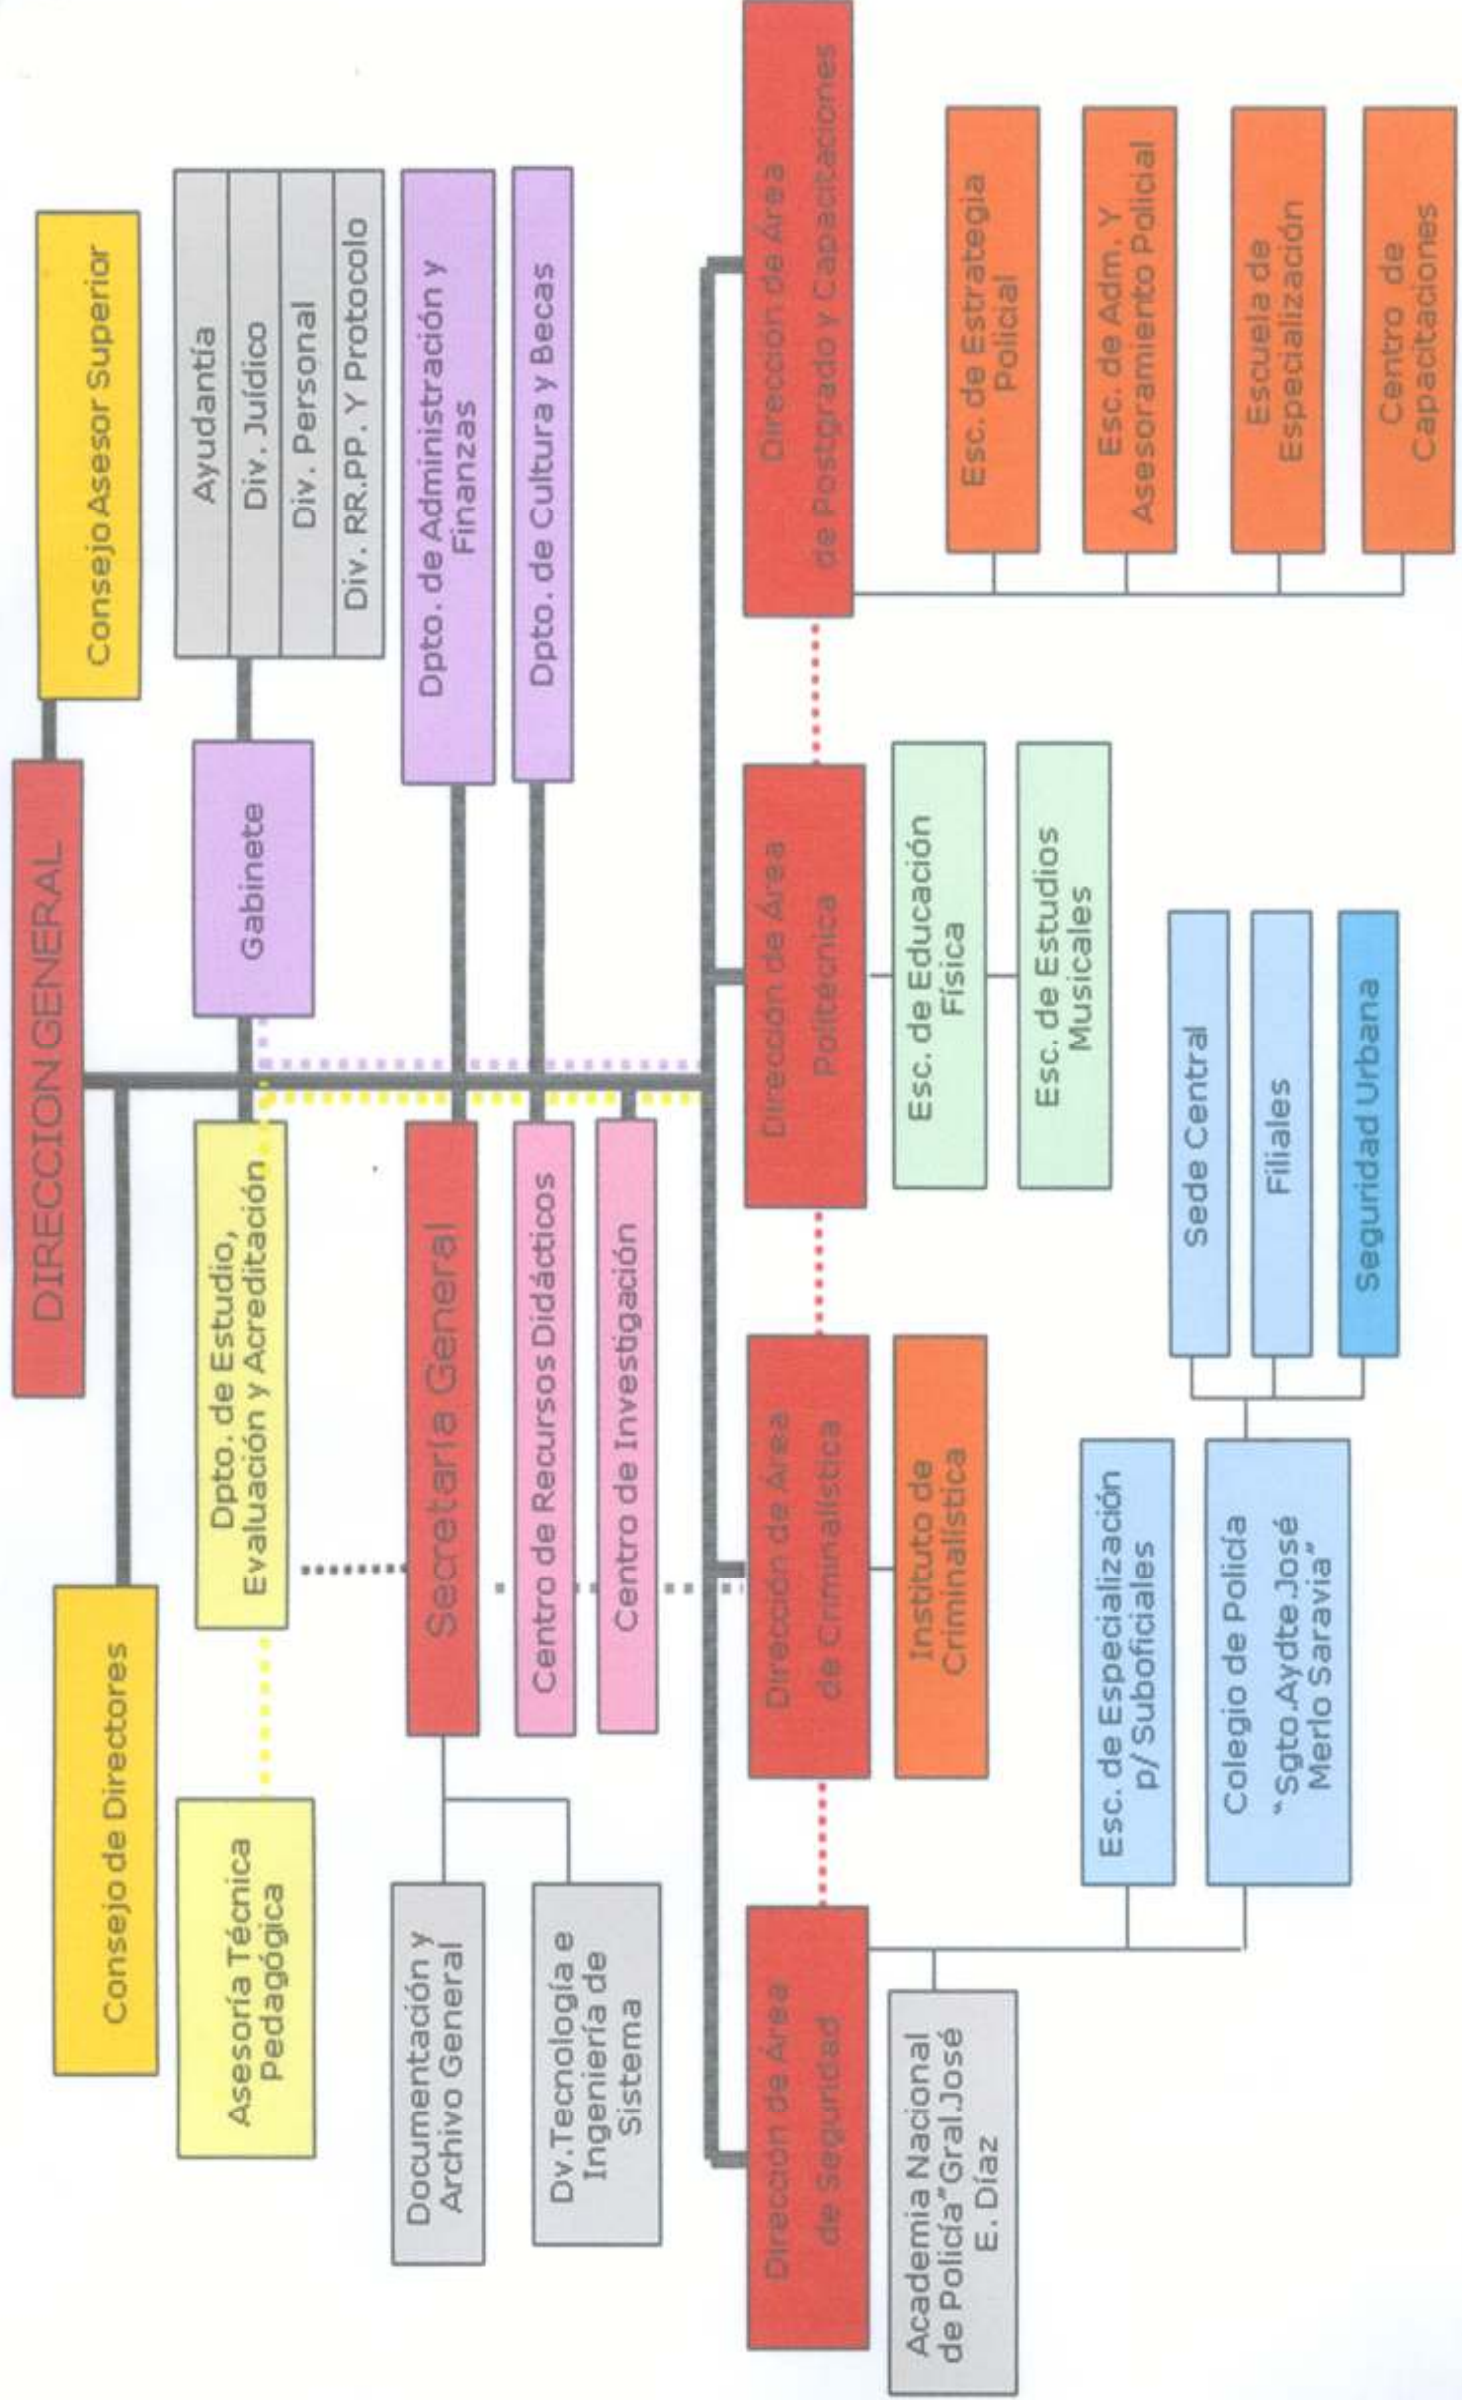 DIRECCION GENERAL
Consejo de Directores
Consejo Asesor Superior
Asesoría Técnica
Pedagógica
Dpto. de Estudio,
Evaluación y Acreditación
Gabinete
Ayudantía
Div. Juídico
Div. Personal
Div. RR.PP. Y Protocolo
Secretaría General
Dpto. de Administración y
Finanzas
Documentación y
Archivo General
Centro de Recursos Didácticos
Dpto. de Cultura y Becas
Dv.Tecnología e
Ingeniería de
Sistema
Centro de Investigación
Dirección de Área
de Seguridad
Dirección de Área
de Criminalística
Dirección de Área
Politécnica
Dirección de Área
de Postgrado y Capacitaciones
Academia Nacional
de Policía"Gral.José
E. Díaz
Instituto de
Criminalística
Esc. de Educación
Física
Esc. de Estudios
Musicales
Esc. de Estrategia
Policial
Esc. de Adm. Y
Asesoramiento Policial
Escuela de
Especialización
Centro de
Capacitaciones
Esc. de Especialización
p/ Suboficiales
Colegio de Policía
"Sgto.Aydte.José
Merlo Saravia"
Sede Central
Filiales
Seguridad Urbana